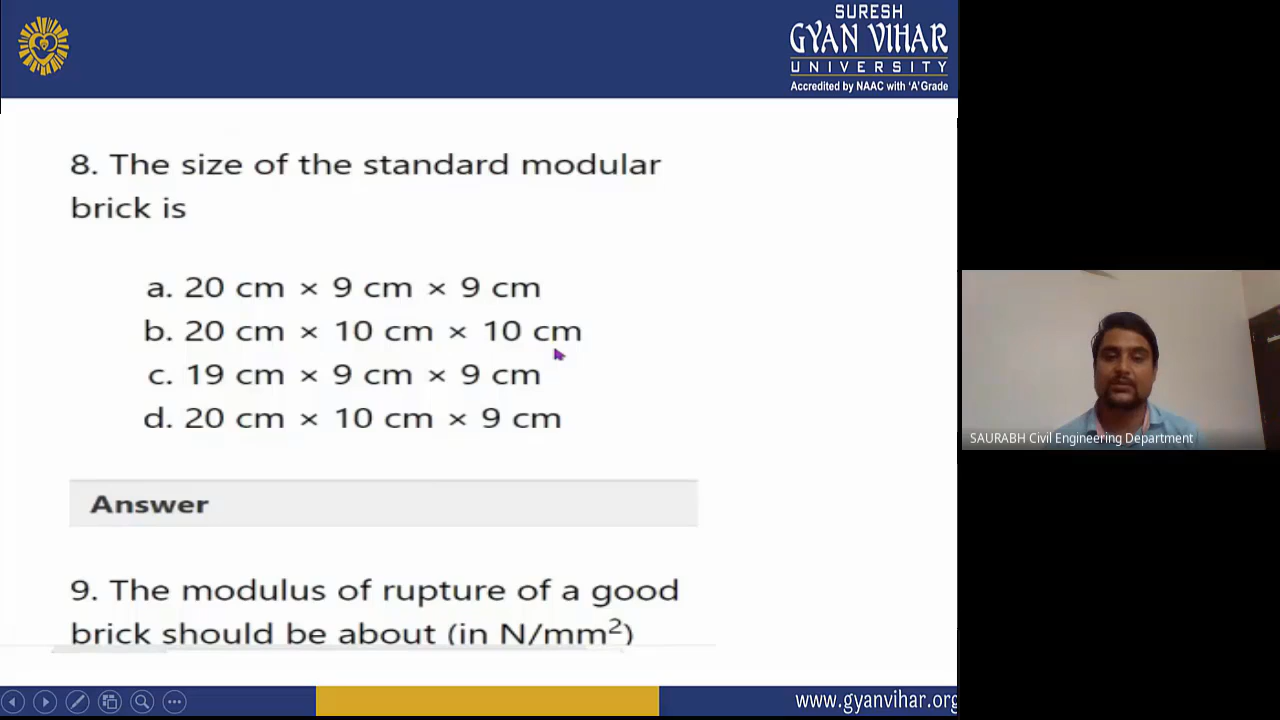 SURESH
GYAN VIHAR
UNIVERSITY
Accredited by NAAC with 'A' Grade
8. The size of the standard modular
brick is
a. 20 cm × 9 cm × 9 cm
b. 20 cm × 10 cm × 10 cm
c. 19 cm × 9 cm × 9 cm
d. 20 cm × 10 cm × 9 cm
Answer
9. The modulus of rupture of a good
brick should be about (in N/mm²)
www.gyanvihar.org
SAURABH Civil Engineering Department